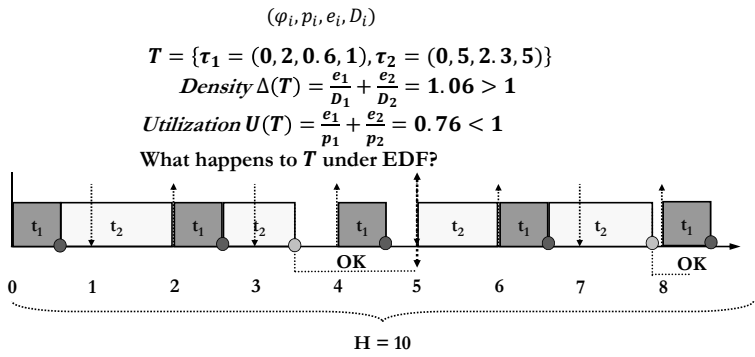 (φᵢ, pᵢ, eᵢ, Dᵢ)
T = {τ₁ = (0, 2, 0.6, 1), τ₂ = (0, 5, 2.3, 5)}
Density Δ(T) = e₁/D₁ + e₂/D₂ = 1.06 > 1
Utilization U(T) = e₁/p₁ + e₂/p₂ = 0.76 < 1
What happens to T under EDF?
t₁ t₂ t₁ t₂ t₁ t₂ t₁ t₂ t₁
OK OK
0 1 2 3 4 5 6 7 8
H = 10